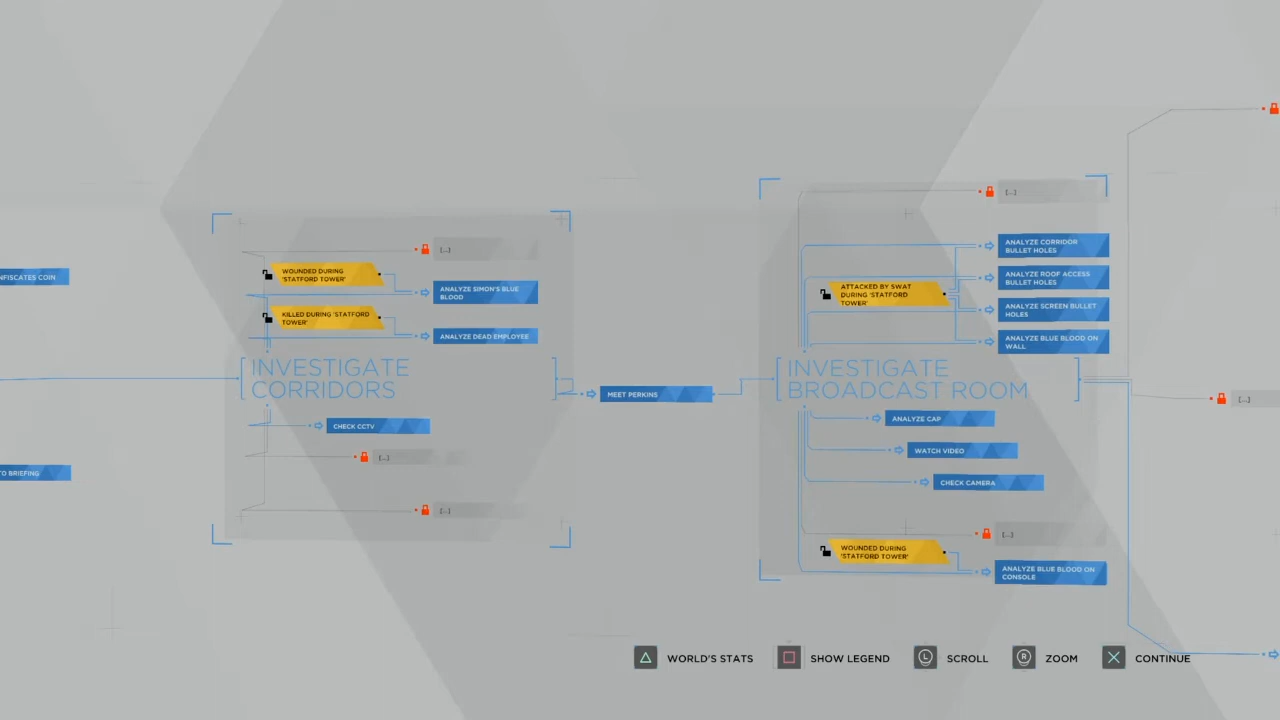 NFISCATES COIN
TO BRIEFING
[...]
WOUNDED DURING
'STATFORD TOWER'
ANALYZE SIMON'S BLUE
BLOOD
KILLED DURING 'STATFORD
TOWER'
ANALYZE DEAD EMPLOYEE
INVESTIGATE
CORRIDORS
CHECK CCTV
[...]
[...]
MEET PERKINS
[...]
ANALYZE CORRIDOR
BULLET HOLES
ANALYZE ROOF ACCESS
BULLET HOLES
ATTACKED BY SWAT
DURING 'STATFORD
TOWER'
ANALYZE SCREEN BULLET
HOLES
ANALYZE BLUE BLOOD ON
WALL
INVESTIGATE
BROADCAST ROOM
ANALYZE CAP
WATCH VIDEO
CHECK CAMERA
[...]
WOUNDED DURING
'STATFORD TOWER'
ANALYZE BLUE BLOOD ON
CONSOLE
[...]
WORLD'S STATS
SHOW LEGEND
L
SCROLL
R
ZOOM
CONTINUE